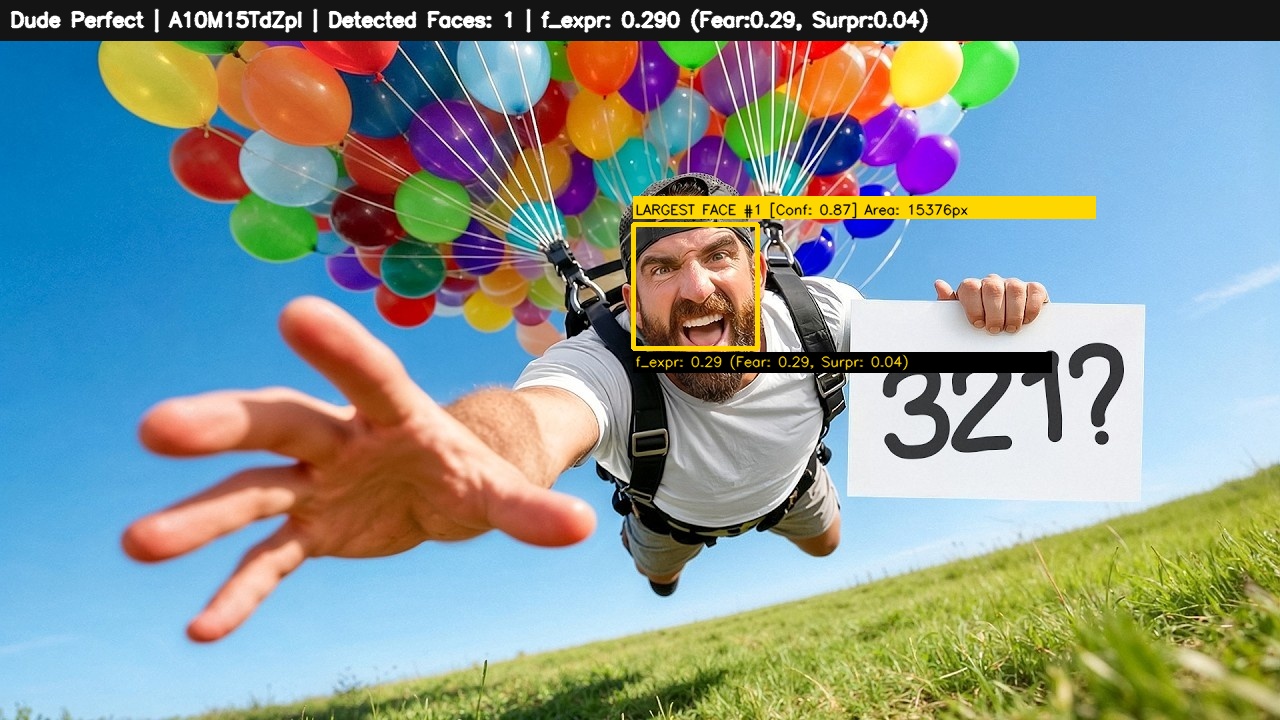 Dude Perfect | A10M15TdZpI | Detected Faces: 1 | f_expr: 0.290 (Fear:0.29, Surpr:0.04)
LARGEST FACE #1 [Conf: 0.87] Area: 15376px
f_expr: 0.29 (Fear: 0.29, Surpr: 0.04)
321?